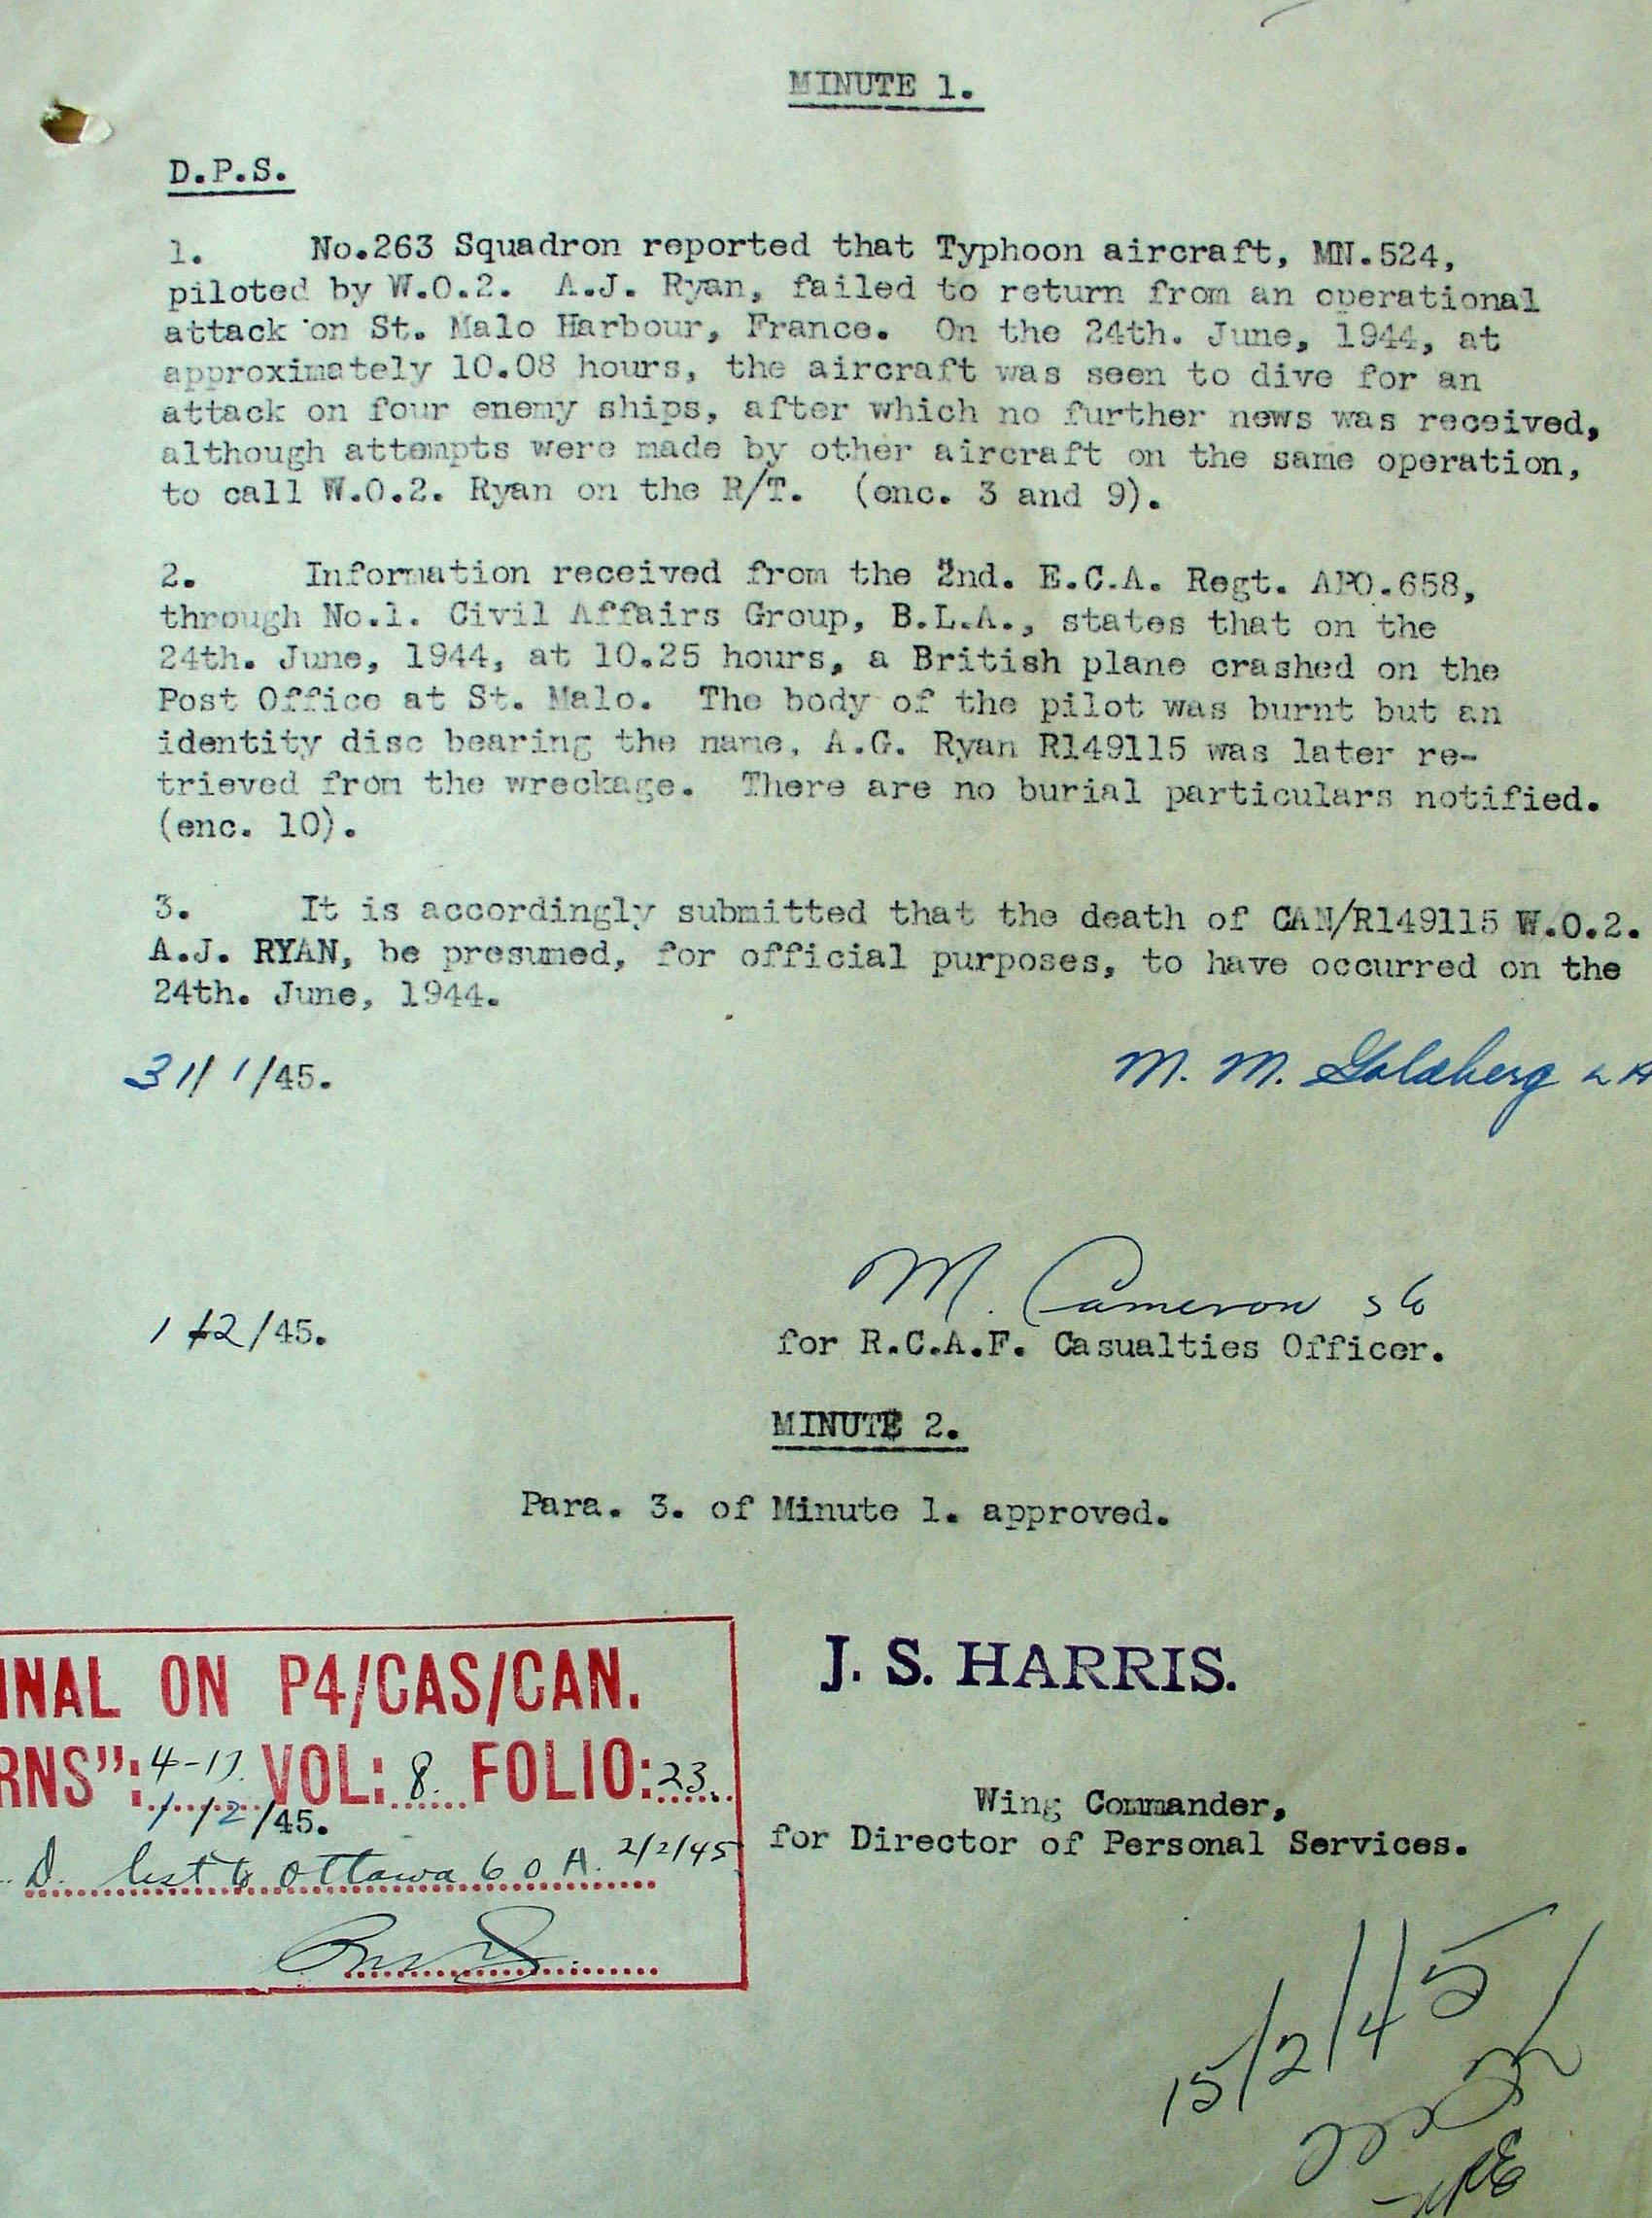 MINUTE 1.
D.P.S.
1. No.263 Squadron reported that Typhoon aircraft, MN.524,
piloted by W.O.2. A.J. Ryan, failed to return from an operational
attack on St. Malo Harbour, France. On the 24th. June, 1944, at
approximately 10.08 hours, the aircraft was seen to dive for an
attack on four enemy ships, after which no further news was received,
although attempts were made by other aircraft on the same operation,
to call W.O.2. Ryan on the R/T. (enc. 3 and 9).
2. Information received from the 2nd. E.C.A. Regt. APO.658,
through No.1. Civil Affairs Group, B.L.A., states that on the
24th. June, 1944, at 10.25 hours, a British plane crashed on the
Post Office at St. Malo. The body of the pilot was burnt but an
identity disc bearing the name, A.G. Ryan R149115 was later re-
trieved from the wreckage. There are no burial particulars notified.
(enc. 10).
3. It is accordingly submitted that the death of CAN/R149115 W.O.2.
A.J. RYAN, be presumed, for official purposes, to have occurred on the
24th. June, 1944.
31/1/45. M. M. Goldberg
M. Cameron
1/2/45.
for R.C.A.F. Casualties Officer.
MINUTE 2.
Para. 3. of Minute 1. approved.
INAL ON P4/CAS/CAN.
J. S. HARRIS.
RNS": 4-17. VOL: 8. FOLIO: 23.
Wing Commander,
1/2/45.
for Director of Personal Services.
D. list to Ottawa 60 A. 2/2/45
15/2/45